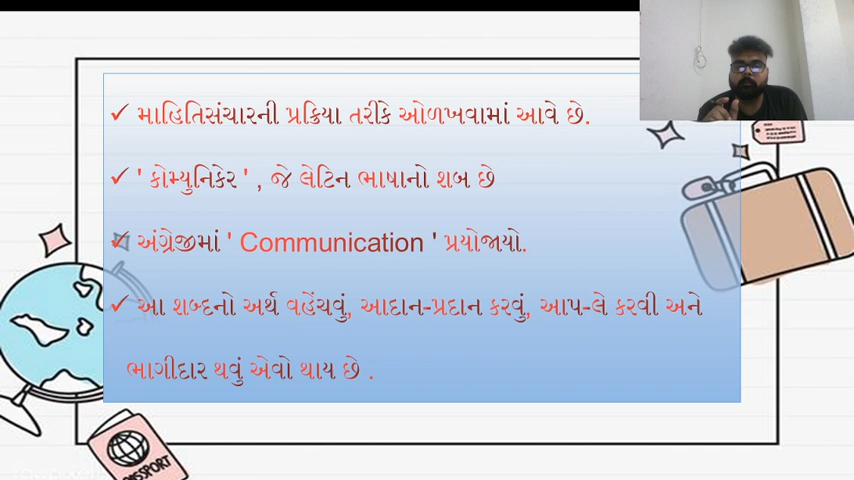 ✓ માહિતિસંચારની પ્રક્રિયા તરીકે ઓળખવામાં આવે છે.
✓ ' કોમ્યુનિકેર ' , જે લેટિન ભાષાનો શબ છે
✓ અંગ્રેજીમાં ' Communication ' પ્રયોજાયો.
✓ આ શબ્દનો અર્થ વહેંચવું, આદાન-પ્રદાન કરવું, આપ-લે કરવી અને
ભાગીદાર થવું એવો થાય છે .
PASSPORT